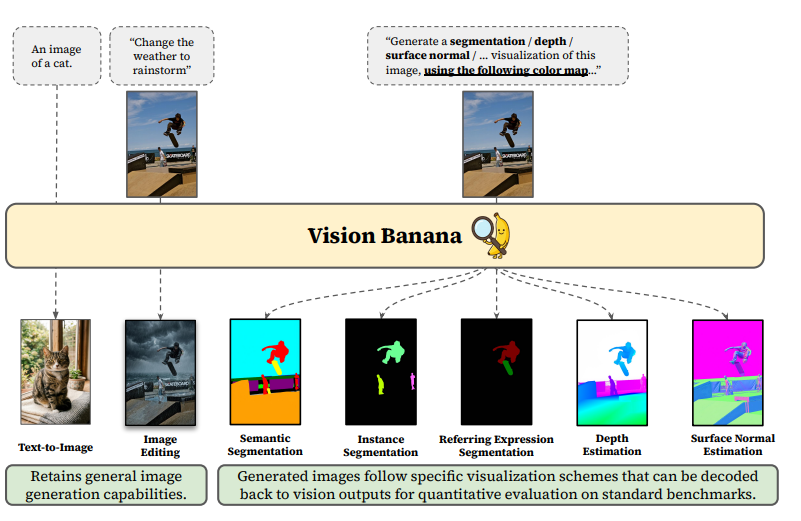 An image
of a cat.
“Change the
weather to
rainstorm”
“Generate a segmentation / depth /
surface normal / ... visualization of this
image, using the following color map...”
SKATEBOARD
SKATEBOARD
Vision Banana
SKATEBOARD
Text-to-Image
Image
Editing
Semantic
Segmentation
Instance
Segmentation
Referring Expression
Segmentation
Depth
Estimation
Surface Normal
Estimation
Retains general image
generation capabilities.
Generated images follow specific visualization schemes that can be decoded
back to vision outputs for quantitative evaluation on standard benchmarks.